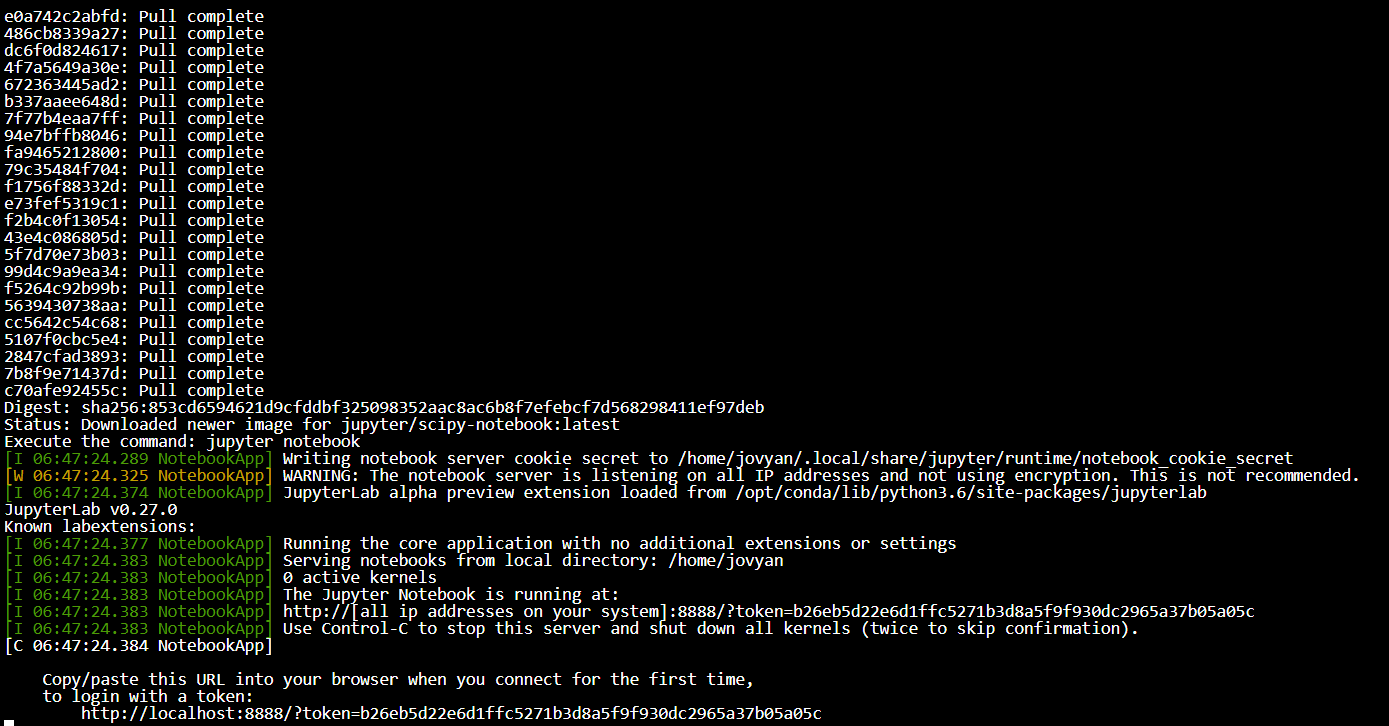 e0a742c2abfd: Pull complete
486cb8339a27: Pull complete
dc6f0d824617: Pull complete
4f7a5649a30e: Pull complete
672363445ad2: Pull complete
b337aaee648d: Pull complete
7f77b4eaa7ff: Pull complete
94e7bffb8046: Pull complete
fa9465212800: Pull complete
79c35484f704: Pull complete
f1756f88332d: Pull complete
e73fef5319c1: Pull complete
f2b4c0f13054: Pull complete
43e4c086805d: Pull complete
5f7d70e73b03: Pull complete
99d4c9a9ea34: Pull complete
f5264c92b99b: Pull complete
5639430738aa: Pull complete
cc5642c54c68: Pull complete
5107f0cbc5e4: Pull complete
2847cfad3893: Pull complete
7b8f9e71437d: Pull complete
c70afe92455c: Pull complete
Digest: sha256:853cd6594621d9cfddbf325098352aac8ac6b8f7efebcf7d568298411ef97deb
Status: Downloaded newer image for jupyter/scipy-notebook:latest
Execute the command: jupyter notebook
[I 06:47:24.289 NotebookApp] Writing notebook server cookie secret to /home/jovyan/.local/share/jupyter/runtime/notebook_cookie_secret
[W 06:47:24.325 NotebookApp] WARNING: The notebook server is listening on all IP addresses and not using encryption. This is not recommended.
[I 06:47:24.374 NotebookApp] JupyterLab alpha preview extension loaded from /opt/conda/lib/python3.6/site-packages/jupyterlab
JupyterLab v0.27.0
Known labextensions:
[I 06:47:24.377 NotebookApp] Running the core application with no additional extensions or settings
[I 06:47:24.383 NotebookApp] Serving notebooks from local directory: /home/jovyan
[I 06:47:24.383 NotebookApp] 0 active kernels
[I 06:47:24.383 NotebookApp] The Jupyter Notebook is running at:
[I 06:47:24.383 NotebookApp] http://[all ip addresses on your system]:8888/?token=b26eb5d22e6d1ffc5271b3d8a5f9f930dc2965a37b05a05c
[I 06:47:24.383 NotebookApp] Use Control-C to stop this server and shut down all kernels (twice to skip confirmation).
[C 06:47:24.384 NotebookApp]
Copy/paste this URL into your browser when you connect for the first time,
to login with a token:
http://localhost:8888/?token=b26eb5d22e6d1ffc5271b3d8a5f9f930dc2965a37b05a05c